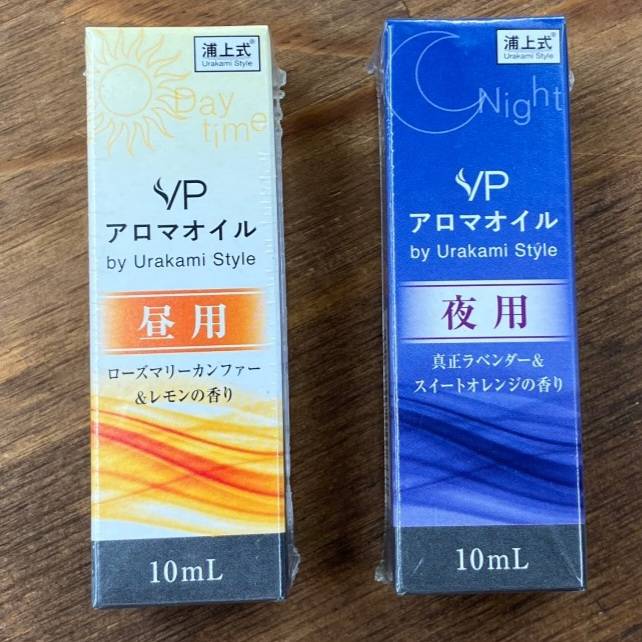 浦上式®
Urakami Style
Day
time
VP
アロマオイル
by Urakami Style
昼用
ローズマリーカンファー
&レモンの香り
10mL
浦上式®
Urakami Style
Night
VP
アロマオイル
by Urakami Style
夜用
真正ラベンダー&
スイートオレンジの香り
10mL